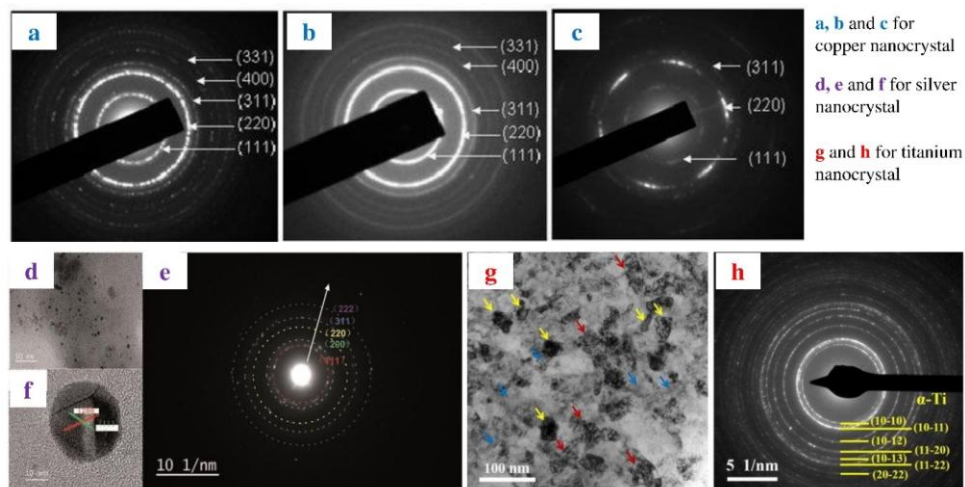 a
(331)
(400)
(311)
(220)
(111)
b
(331)
(400)
(311)
(220)
(111)
c
(311)
(220)
(111)
a, b and c for
copper nanocrystal
d, e and f for silver
nanocrystal
g and h for titanium
nanocrystal
d
e
(222)
(311)
(220)
(200)
10 1/nm
f
g
100 nm
h
α-Ti
(10-10)
(10-11)
(10-12)
(11-20)
(10-13)
(11-22)
(20-22)
5 1/nm